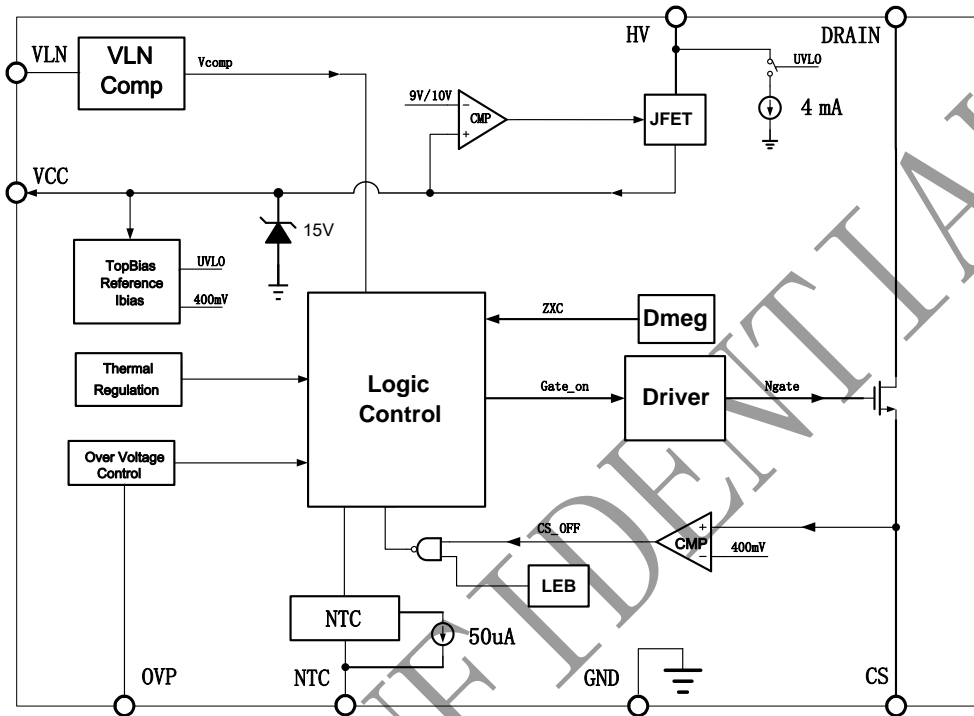 HV
DRAIN
VLN
VLN
Comp
Vcomp
UVLO
9V/10V
CMP
JFET
4 mA
VCC
15V
TopBias
Reference
Ibias
UVLO
400mV
ZXC
Dmeg
Thermal
Regulation
Logic
Control
Gate_on
Driver
Ngate
Over Voltage
Control
CS_OFF
CMP
400mV
LEB
NTC
50uA
OVP
NTC
GND
CS
IDENTIA